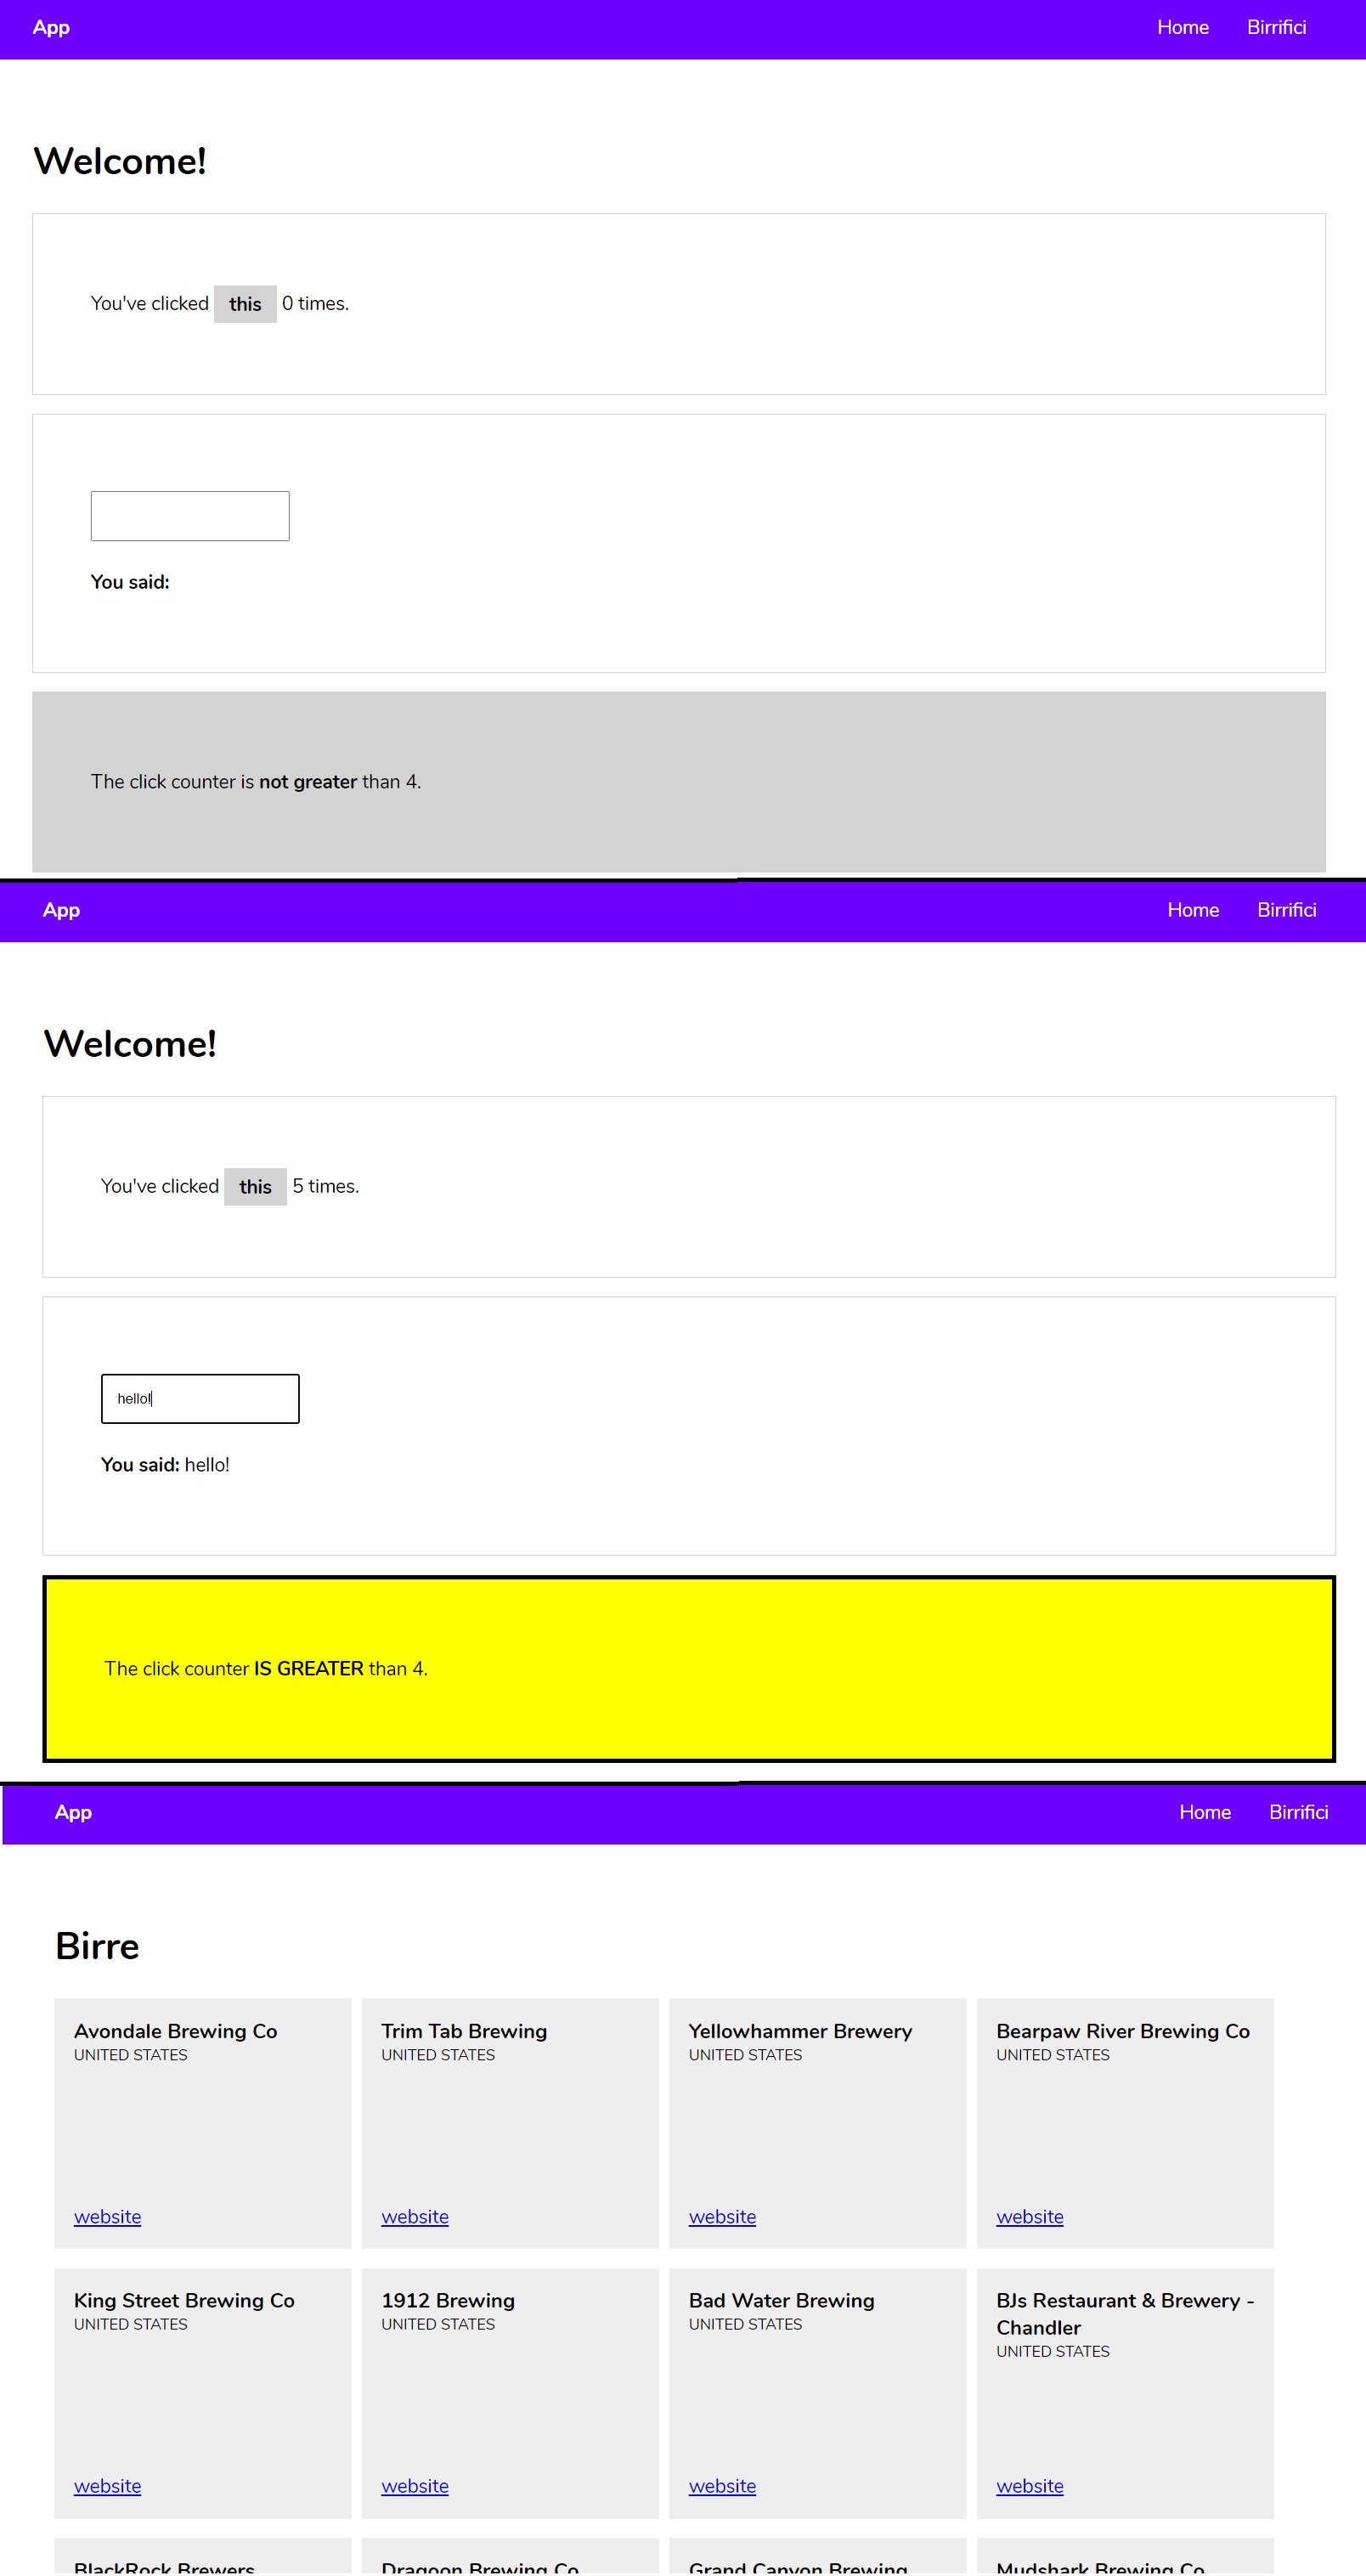 App Home Birrifici
Welcome!
You've clicked this 0 times.
You said:
The click counter is not greater than 4.
App Home Birrifici
Welcome!
You've clicked this 5 times.
hello!
You said: hello!
The click counter IS GREATER than 4.
App Home Birrifici
Birre
Avondale Brewing Co
UNITED STATES
website
Trim Tab Brewing
UNITED STATES
website
Yellowhammer Brewery
UNITED STATES
website
Bearpaw River Brewing Co
UNITED STATES
website
King Street Brewing Co
UNITED STATES
website
1912 Brewing
UNITED STATES
website
Bad Water Brewing
UNITED STATES
website
BJs Restaurant & Brewery -
Chandler
UNITED STATES
website
BlackRock Brewers
Dragoon Brewing Co
Grand Canyon Brewing
Mudshark Brewing Co